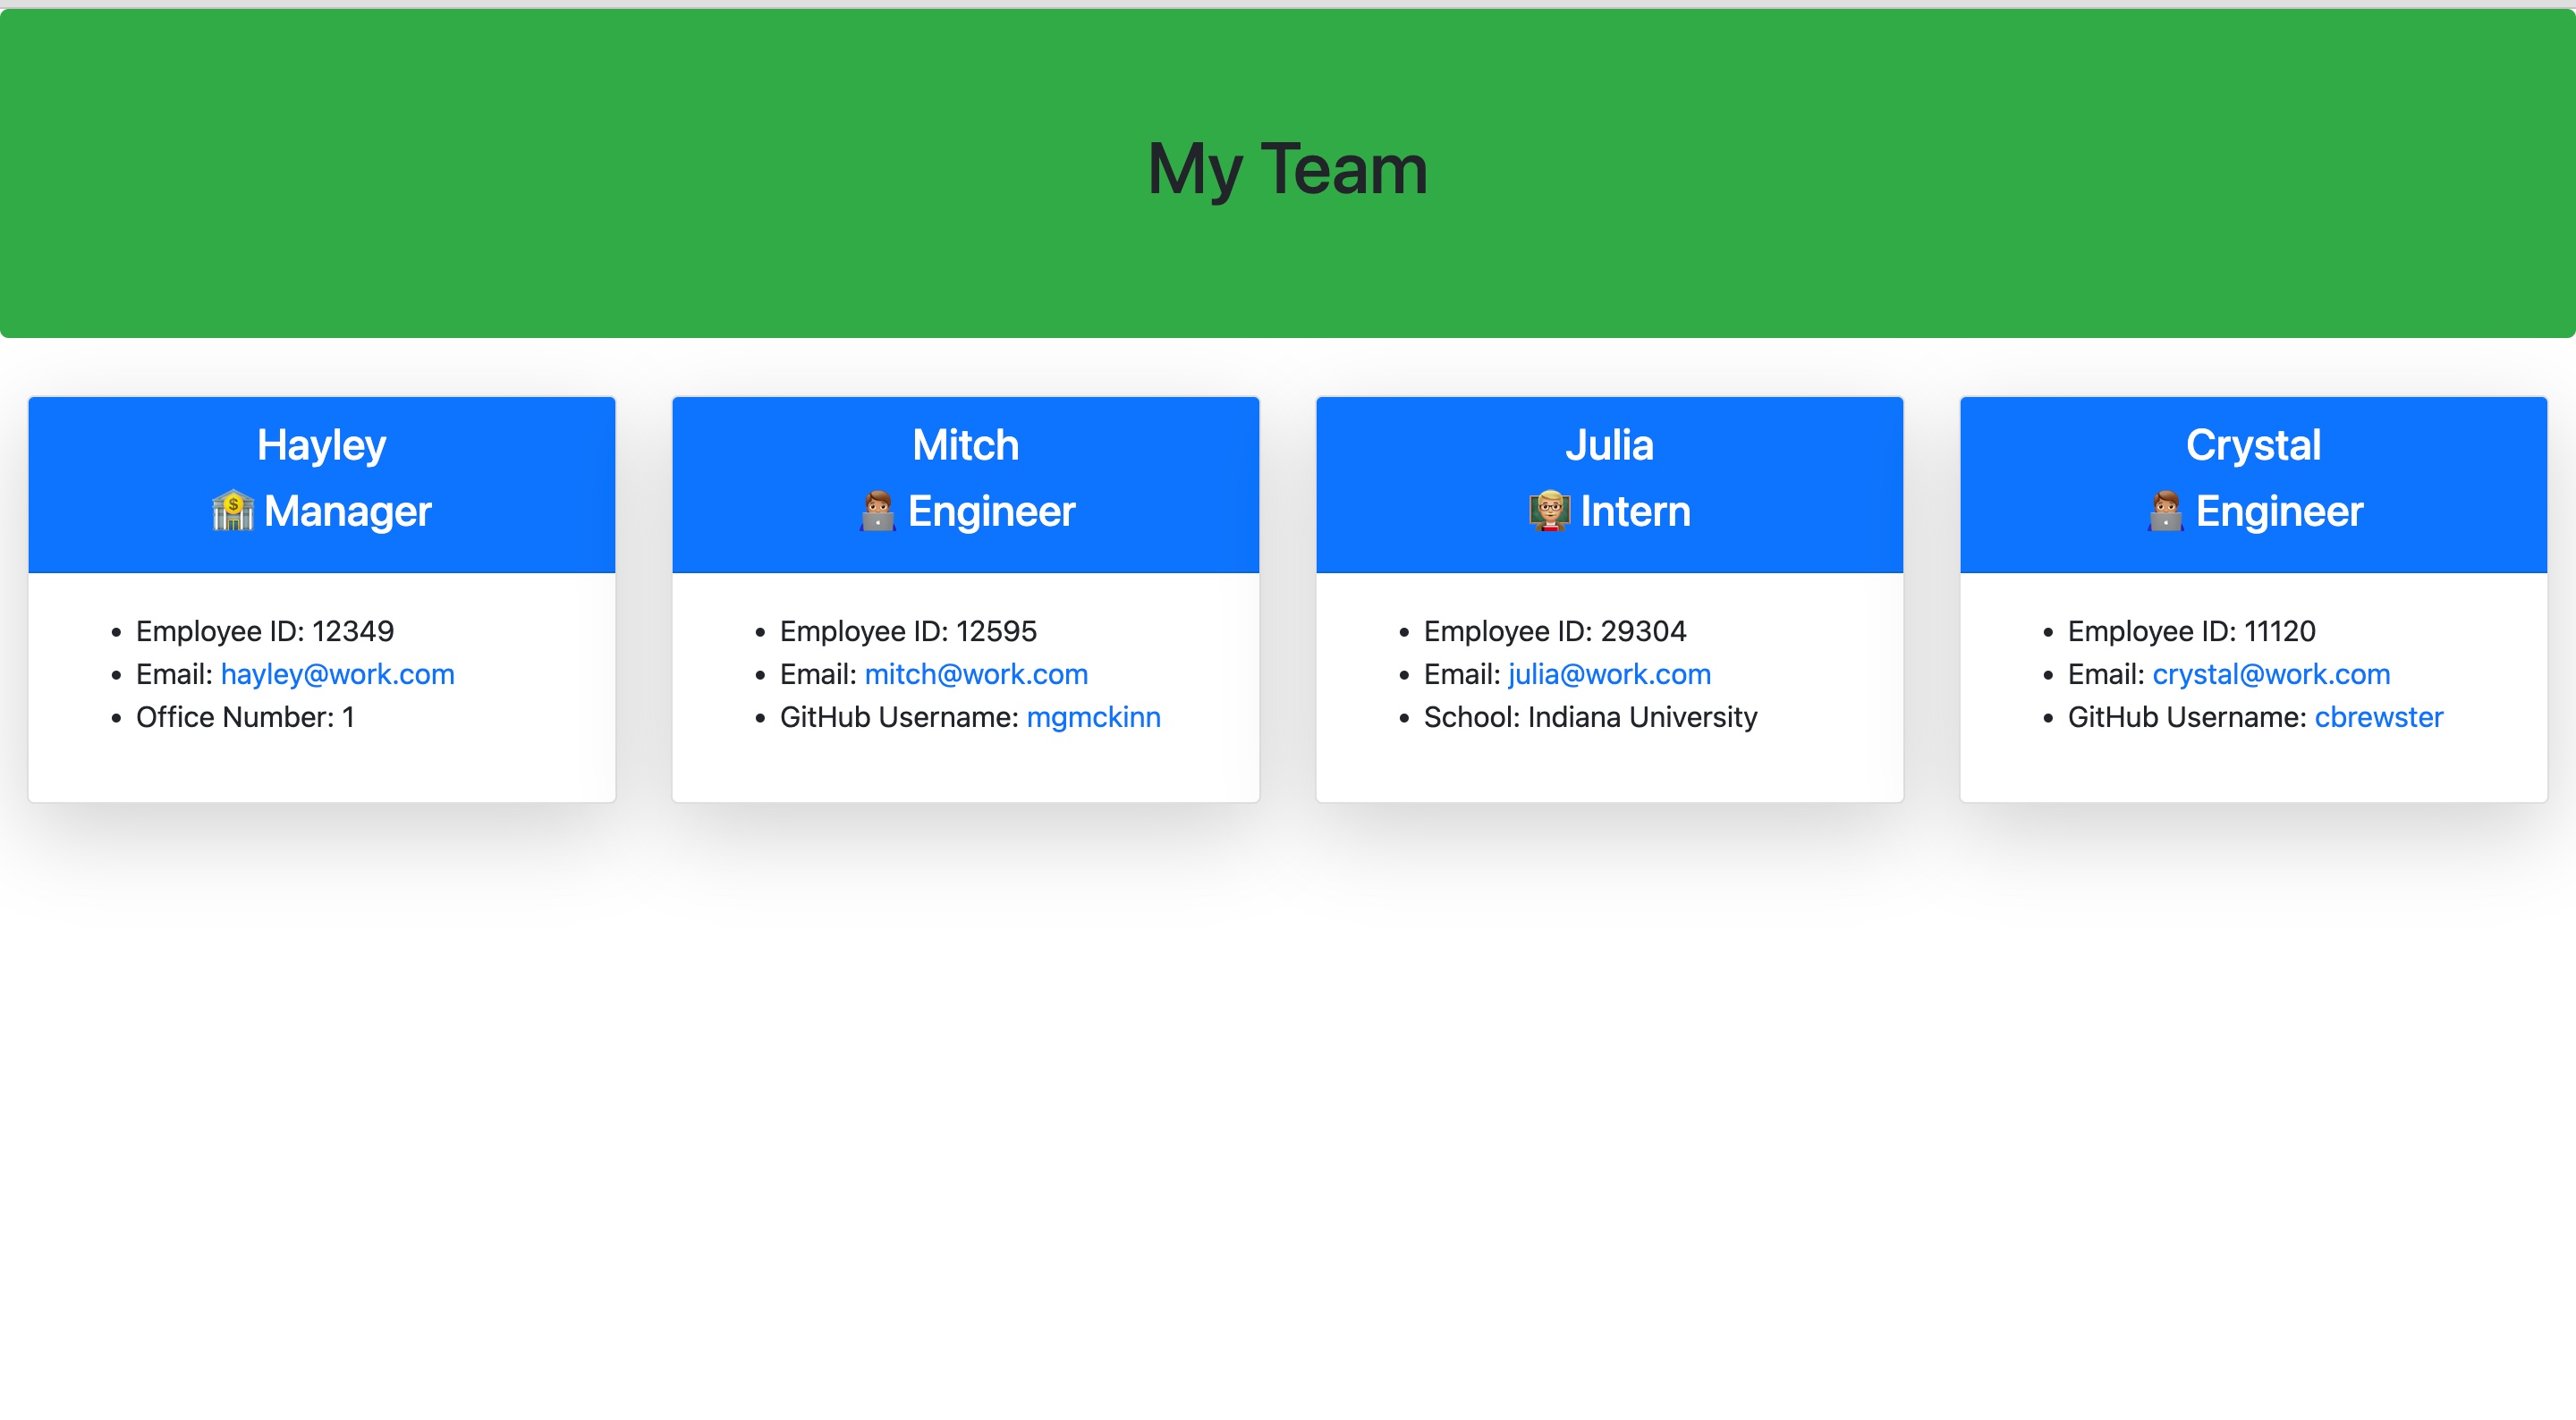 My Team
Hayley
Manager
Employee ID: 12349
Email: hayley@work.com
Office Number: 1
Mitch
Engineer
Employee ID: 12595
Email: mitch@work.com
GitHub Username: mgmckinn
Julia
Intern
Employee ID: 29304
Email: julia@work.com
School: Indiana University
Crystal
Engineer
Employee ID: 11120
Email: crystal@work.com
GitHub Username: cbrewster